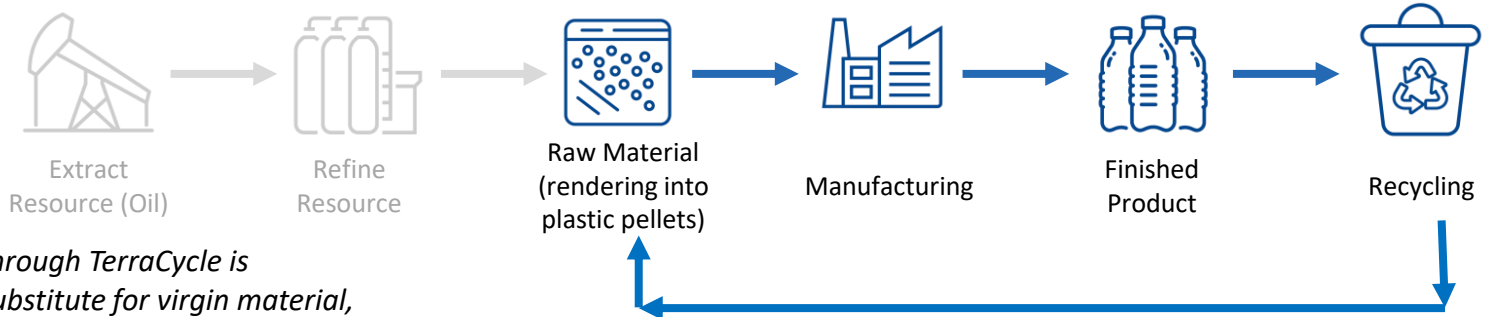 Extract
Resource (Oil)
Refine
Resource
Raw Material
(rendering into
plastic pellets)
Manufacturing
Finished
Product
Recycling
hrough TerraCycle is
ubstitute for virgin material,